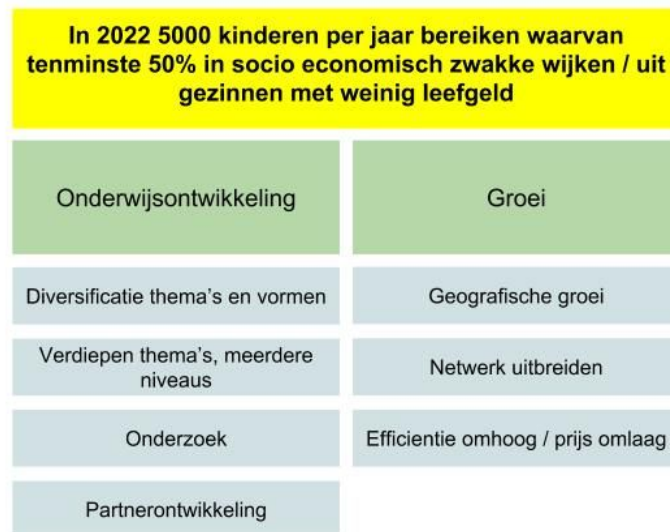 In 2022 5000 kinderen per jaar bereiken waarvan
tenminste 50% in socio economisch zwakke wijken / uit
gezinnen met weinig leefgeld
Onderwijsontwikkeling
Groei
Diversificatie thema's en vormen
Geografische groei
Verdiepen thema's, meerdere
niveaus
Netwerk uitbreiden
Onderzoek
Efficientie omhoog / prijs omlaag
Partnerontwikkeling